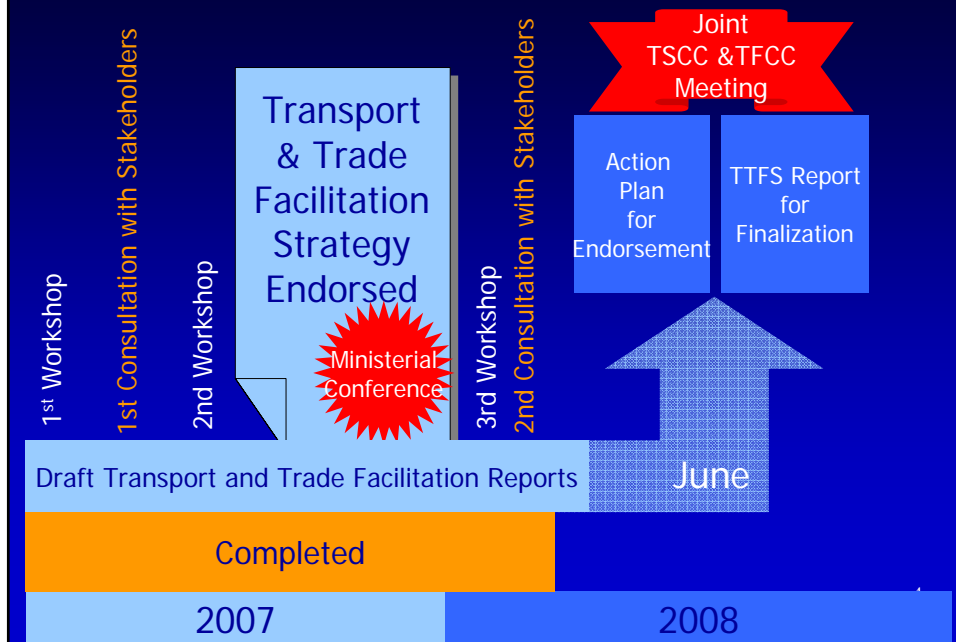 1st Workshop
1st Consultation with Stakeholders
2nd Workshop
Transport
& Trade
Facilitation
Strategy
Endorsed
Ministerial
Conference
3rd Workshop
2nd Consultation with Stakeholders
Joint
TSCC &TFCC
Meeting
Action
Plan
for
Endorsement
TTFS Report
for
Finalization
Draft Transport and Trade Facilitation Reports
June
Completed
2007
2008